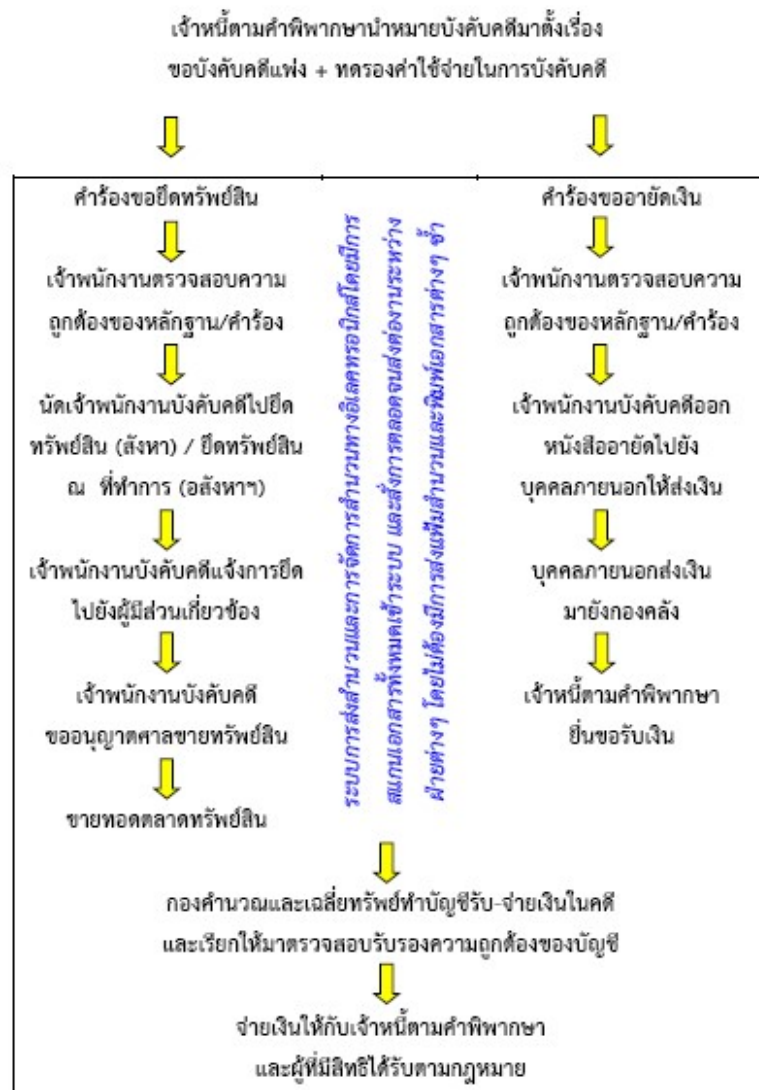 เจ้าหนี้ตามคำพิพากษานำหมายบังคับคดีมาตั้งเรื่อง
ขอบังคับคดีแพ่ง + ทดรองค่าใช้จ่ายในการบังคับคดี
คำร้องขอยึดทรัพย์สิน
เจ้าพนักงานตรวจสอบความ
ถูกต้องของหลักฐาน/คำร้อง
นัดเจ้าพนักงานบังคับคดีไปยึด
ทรัพย์สิน (สังหา) / ยึดทรัพย์สิน
ณ ที่ทำการ (อสังหาฯ)
เจ้าพนักงานบังคับคดีแจ้งการยึด
ไปยังผู้มีส่วนเกี่ยวข้อง
เจ้าพนักงานบังคับคดี
ขออนุญาตศาลขายทรัพย์สิน
ขายทอดตลาดทรัพย์สิน
ระบบการส่งสำนวนและการจัดการสำนวนทางอิเลคทรอนิกส์โดยมีการ
สแกนเอกสารทั้งหมดเข้าระบบ และสั่งการตลอดจนส่งต่องานระหว่าง
ฝ่ายต่างๆ โดยไม่ต้องมีการส่งแฟ้มสำนวนและพิมพ์เอกสารต่างๆ ซ้ำ
คำร้องขออายัดเงิน
เจ้าพนักงานตรวจสอบความ
ถูกต้องของหลักฐาน/คำร้อง
เจ้าพนักงานบังคับคดีออก
หนังสืออายัดไปยัง
บุคคลภายนอกให้ส่งเงิน
บุคคลภายนอกส่งเงิน
มายังกองคลัง
เจ้าหนี้ตามคำพิพากษา
ยื่นขอรับเงิน
กองคำนวณและเฉลี่ยทรัพย์ทำบัญชีรับ-จ่ายเงินในคดี
และเรียกให้มาตรวจสอบรับรองความถูกต้องของบัญชี
จ่ายเงินให้กับเจ้าหนี้ตามคำพิพากษา
และผู้ที่มีสิทธิได้รับตามกฎหมาย